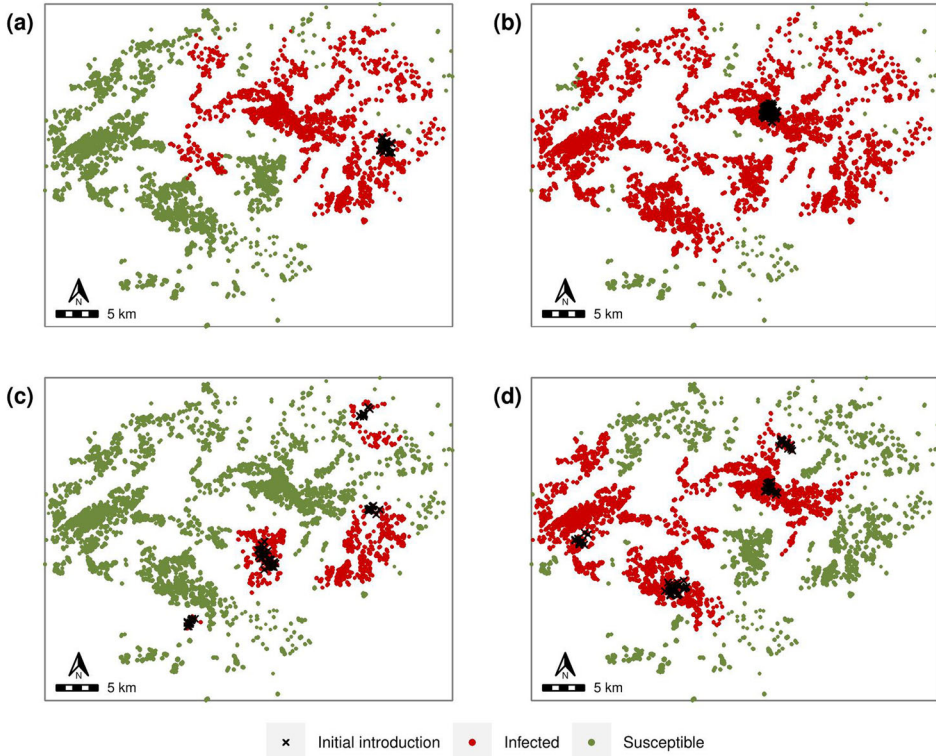 (a)
(b)
N
5 km
N
5 km
(c)
(d)
N
5 km
N
5 km
Initial introduction
Infected
Susceptible